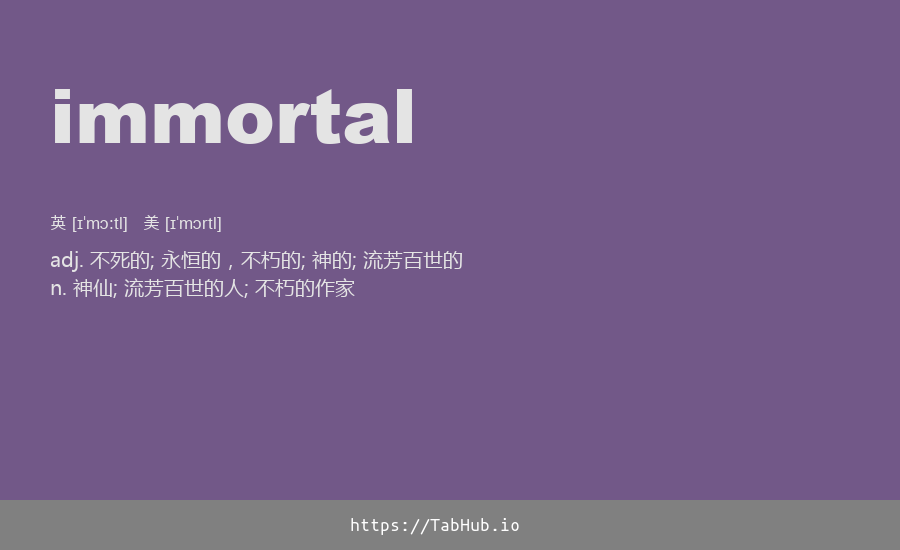 immortal
英 [ɪˈmɔːtl] 美 [ɪˈmɔrtl]
adj. 不死的; 永恒的，不朽的; 神的; 流芳百世的
n. 神仙; 流芳百世的人; 不朽的作家
https://TabHub.io